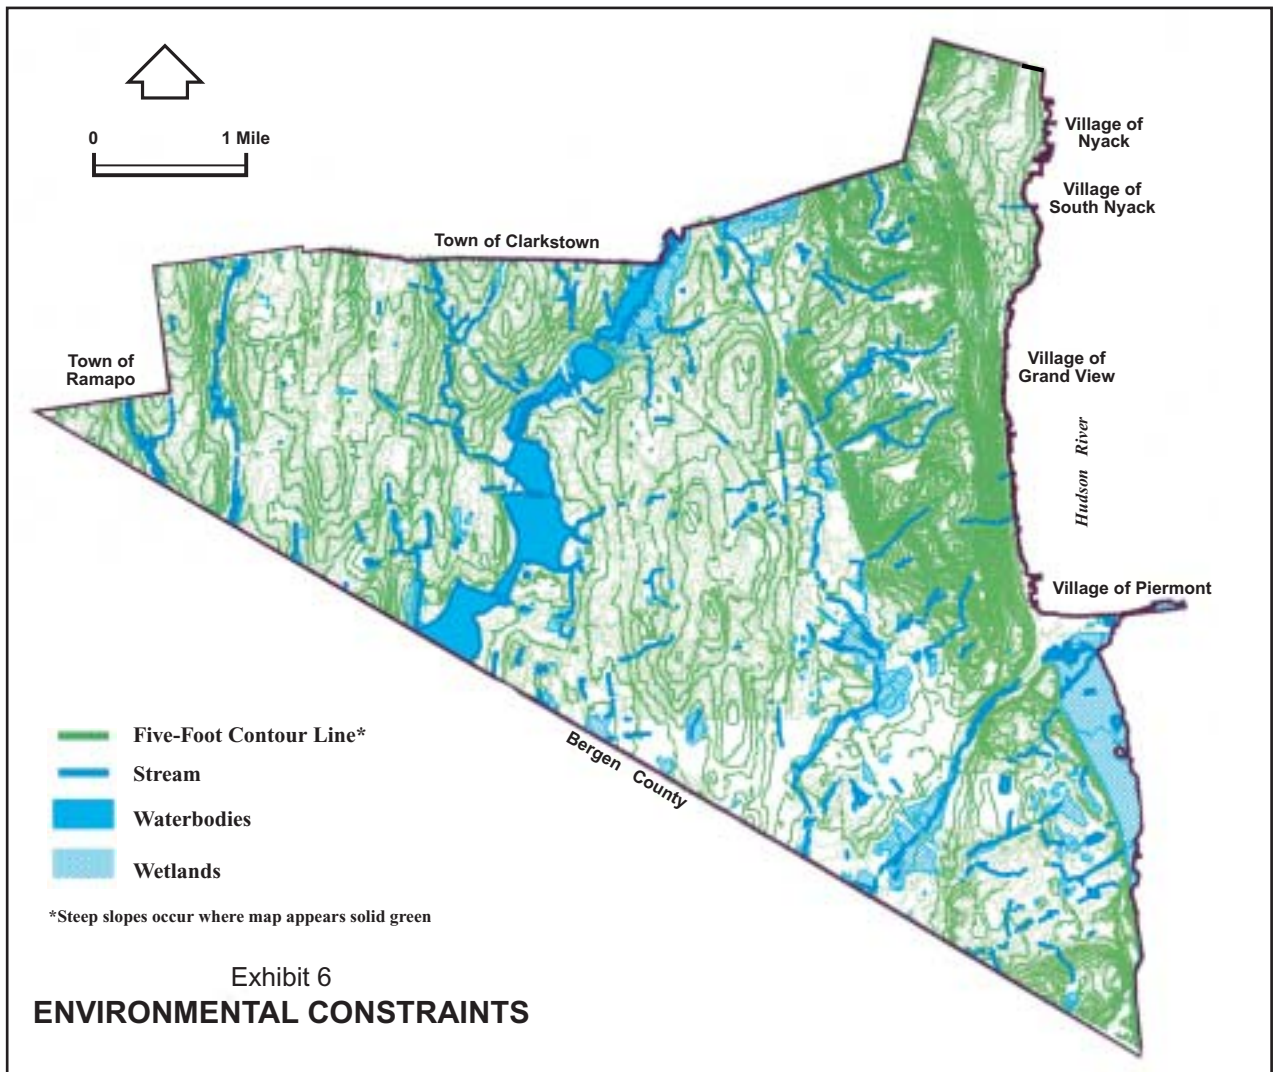 0 1 Mile
Village of
Nyack
Village of
South Nyack
Town of Clarkstown
Town of
Ramapo
Village of
Grand View
Hudson River
Village of Piermont
Bergen County
Five-Foot Contour Line*
Stream
Waterbodies
Wetlands
*Steep slopes occur where map appears solid green
Exhibit 6
ENVIRONMENTAL CONSTRAINTS